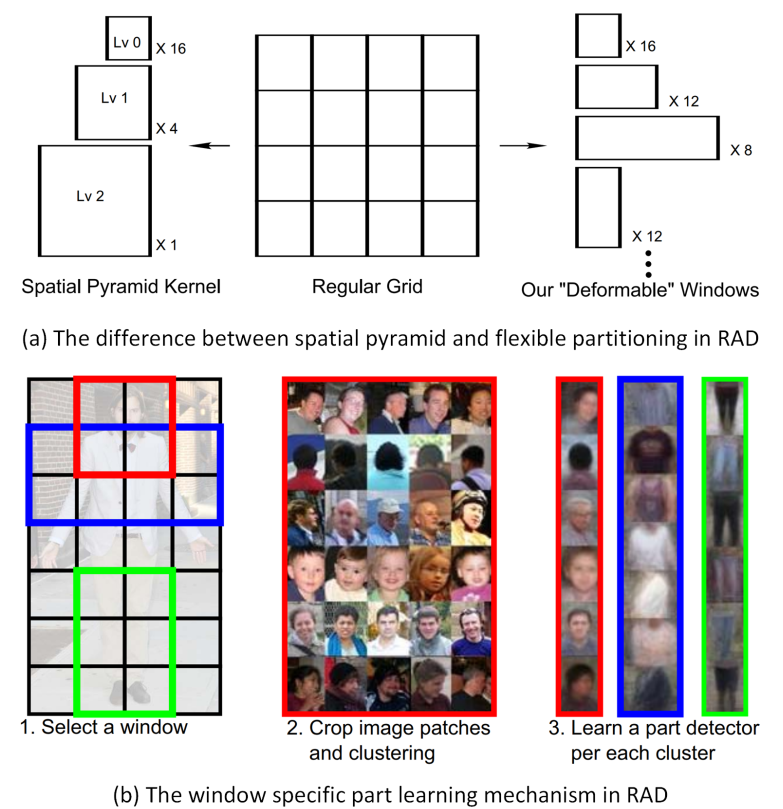 Lv 0
X 16
Lv 1
X 4
Lv 2
X 1
Spatial Pyramid Kernel
Regular Grid
X 16
X 12
X 8
X 12
Our "Deformable" Windows
(a) The difference between spatial pyramid and flexible partitioning in RAD
1. Select a window
2. Crop image patches
and clustering
3. Learn a part detector
per each cluster
(b) The window specific part learning mechanism in RAD